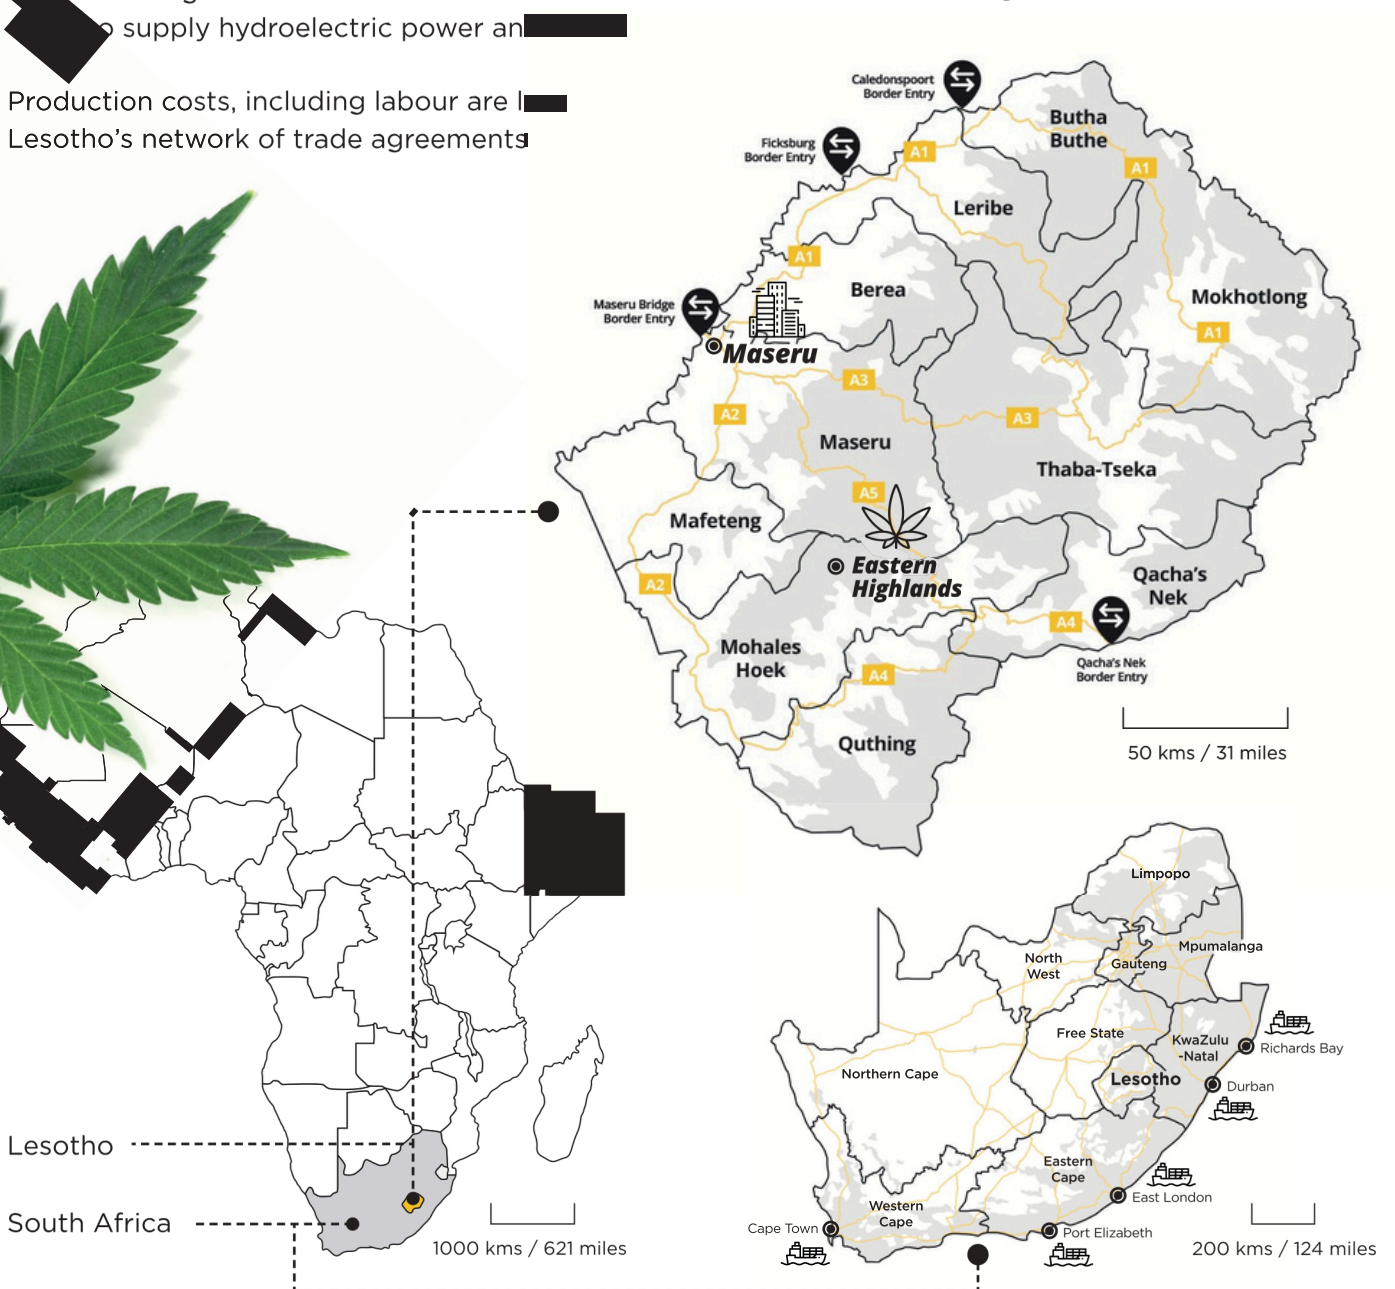 supply hydroelectric power an
Production costs, including labour are
Lesotho's network of trade agreements
Caledonspoort
Border Entry
Ficksburg
Border Entry
Maseru Bridge
Border Entry
Butha
Buthe
A1
A1
Leribe
A1
Berea
Mokhotlong
A1
Maseru
A3
A2
A3
Maseru
Thaba-Tseka
A5
Mafeteng
Eastern
Highlands
A2
Qacha's
Nek
A4
Mohales
Hoek
A4
Qacha's Nek
Border Entry
Quthing
50 kms / 31 miles
Limpopo
Mpumalanga
North
West
Gauteng
Free State
KwaZulu
-Natal
Richards Bay
Northern Cape
Lesotho
Durban
Eastern
Cape
East London
Western
Cape
Cape Town
Port Elizabeth
200 kms / 124 miles
Lesotho
South Africa
1000 kms / 621 miles